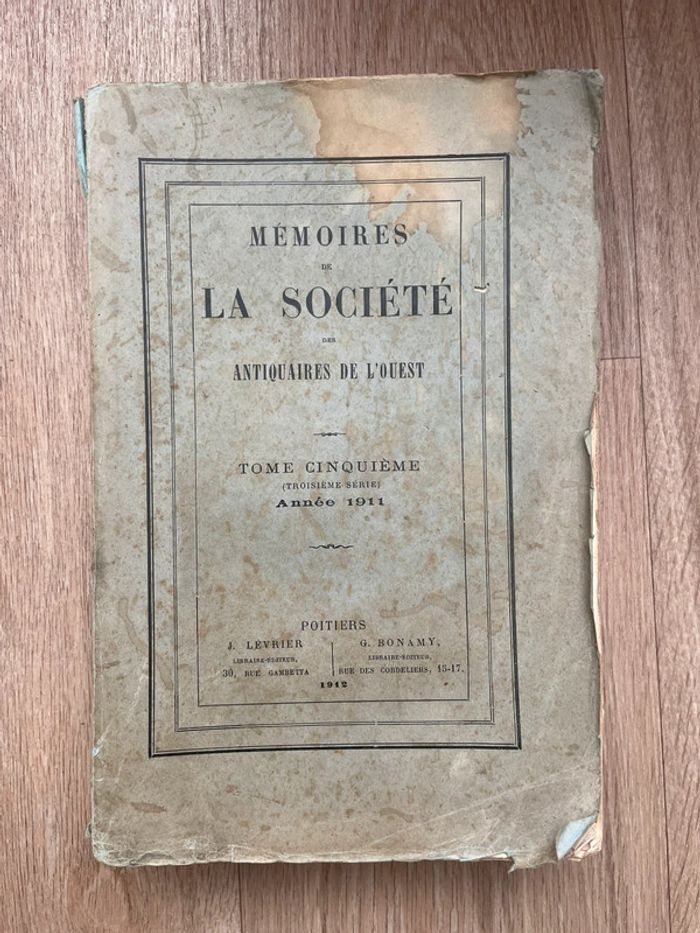 MÉMOIRES
DE
LA SOCIÉTÉ
DES
ANTIQUAIRES DE L'OUEST
TOME CINQUIÈME
(TROISIÈME SÉRIE)
Année 1911
POITIERS
J. LÉVRIER
LIBRAIRE-ÉDITEUR,
30, RUE GAMBETTA
G. BONAMY,
LIBRAIRE-ÉDITEUR,
RUE DES CORDELIERS, 15-17.
1912